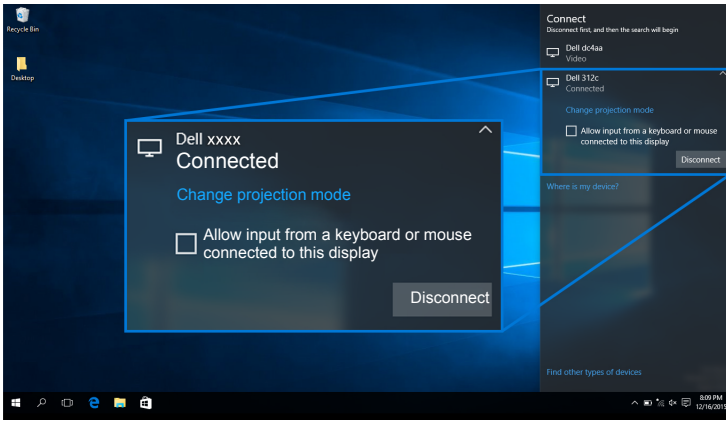 Recycle Bin
Desktop
Dell xxxx
Connected
Change projection mode
Allow input from a keyboard or mouse
connected to this display
Disconnect
Connect
Disconnect first, and then the search will begin
Dell dc4aa
Video
Dell 312c
Connected
Change projection mode
Allow input from a keyboard or mouse
connected to this display
Disconnect
Where is my device?
Find other types of devices
8:09 PM
12/16/2015